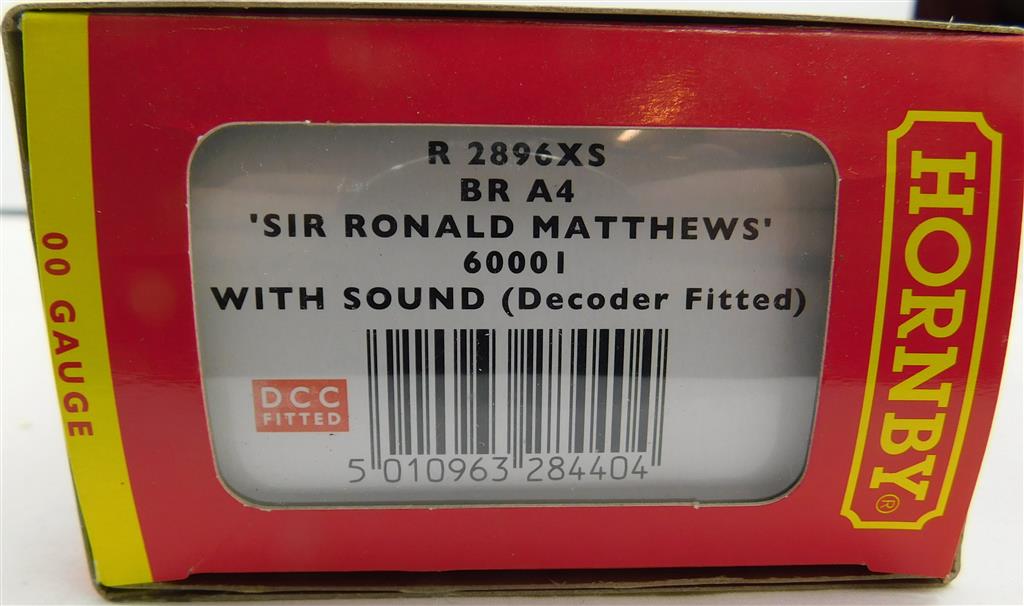 R 2896XS
BR A4
'SIR RONALD MATTHEWS'
60001
WITH SOUND (Decoder Fitted)
DCC
FITTED
5 010963 284404
00 GAUGE
HORNBY®